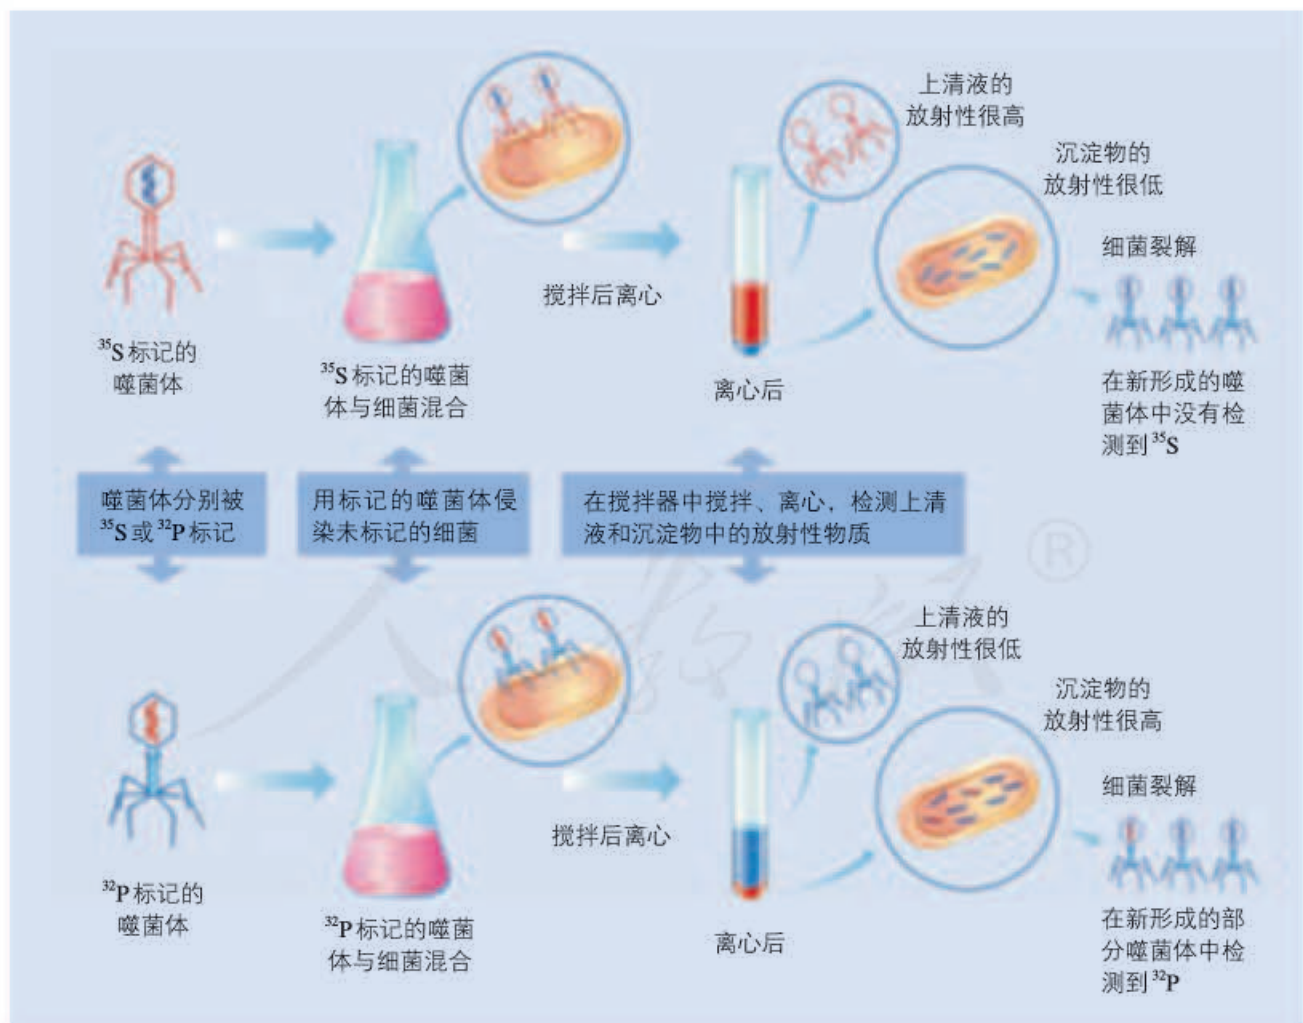 上清液的
放射性很高
沉淀物的
放射性很低
细菌裂解
搅拌后离心
³⁵S标记的
噬菌体
³⁵S标记的噬菌
体与细菌混合
离心后
在新形成的噬
菌体中没有检
测到³⁵S
噬菌体分别被
³⁵S或³²P标记
用标记的噬菌体侵
染未标记的细菌
在搅拌器中搅拌、离心，检测上清
液和沉淀物中的放射性物质
人教版®
上清液的
放射性很低
沉淀物的
放射性很高
细菌裂解
搅拌后离心
³²P标记的
噬菌体
³²P标记的噬菌
体与细菌混合
离心后
在新形成的部
分噬菌体中检
测到³²P